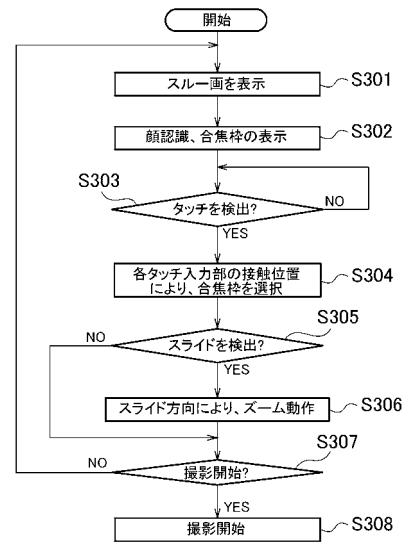 開始
スルー画を表示
S301
顔認識、合焦枠の表示
S302
S303
タッチを検出?
NO
YES
各タッチ入力部の接触位置
により、合焦枠を選択
S304
S305
NO
スライドを検出?
YES
スライド方向により、ズーム動作
S306
S307
NO
撮影開始?
YES
撮影開始
S308